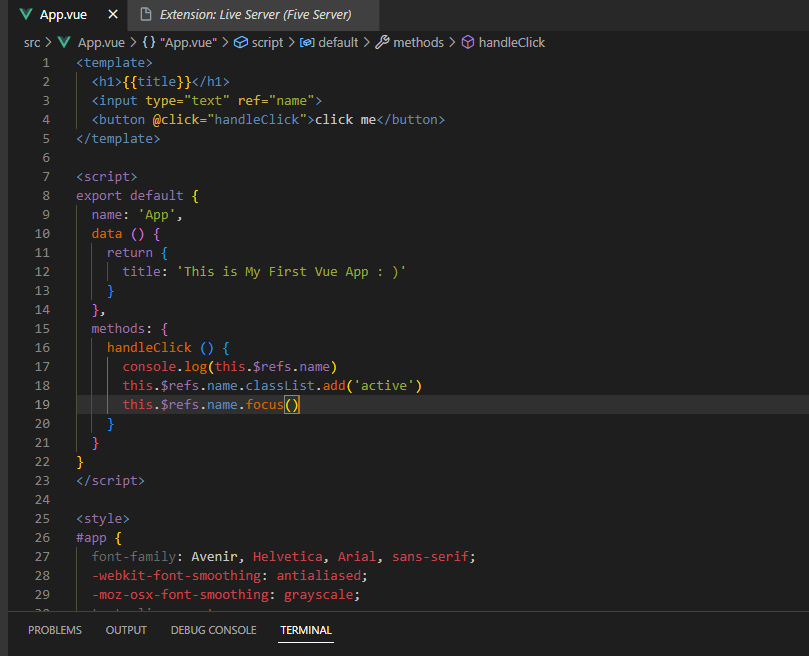 App.vue ✕ Extension: Live Server (Five Server)
src > App.vue > {} "App.vue" > script > default > methods > handleClick
1 <template>
2   <h1>{{title}}</h1>
3   <input type="text" ref="name">
4   <button @click="handleClick">click me</button>
5 </template>
6
7 <script>
8 export default {
9   name: 'App',
10   data () {
11     return {
12       title: 'This is My First Vue App : )'
13     }
14   },
15   methods: {
16     handleClick () {
17       console.log(this.$refs.name)
18       this.$refs.name.classList.add('active')
19       this.$refs.name.focus()
20     }
21   }
22 }
23 </script>
24
25 <style>
26 #app {
27   font-family: Avenir, Helvetica, Arial, sans-serif;
28   -webkit-font-smoothing: antialiased;
29   -moz-osx-font-smoothing: grayscale;
PROBLEMS OUTPUT DEBUG CONSOLE TERMINAL